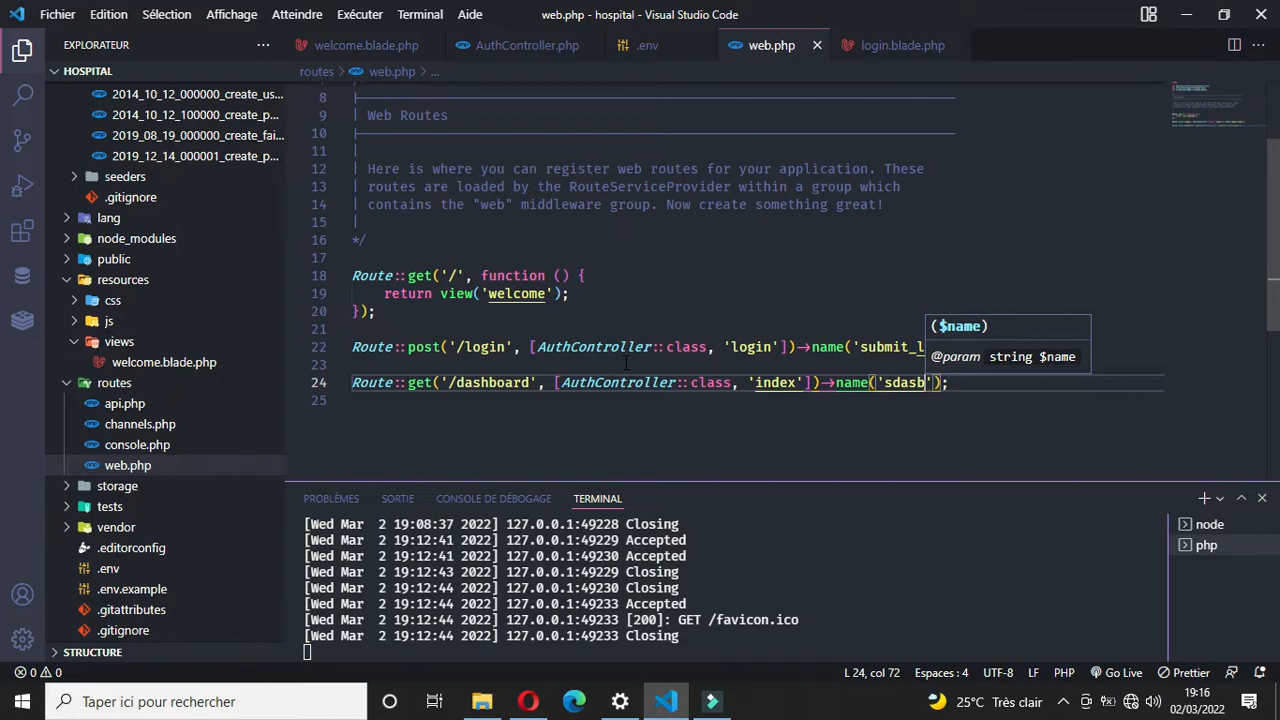 Fichier Edition Sélection Affichage Atteindre Exécuter Terminal Aide web.php - hospital - Visual Studio Code
EXPLORATEUR ··· welcome.blade.php AuthController.php .env web.php login.blade.php
HOSPITAL
routes > web.php > ...
2014_10_12_000000_create_us...
2014_10_12_100000_create_p...
2019_08_19_000000_create_fai...
2019_12_14_000001_create_p...
seeders
.gitignore
lang
node_modules
public
resources
css
js
views
welcome.blade.php
routes
api.php
channels.php
console.php
web.php
storage
tests
vendor
.editorconfig
.env
.env.example
.gitattributes
.gitignore
STRUCTURE
8
9 | Web Routes
10
11 |
12 | Here is where you can register web routes for your application. These
13 | routes are loaded by the RouteServiceProvider within a group which
14 | contains the "web" middleware group. Now create something great!
15 |
16 */
17
18 Route::get('/', function () {
19 return view('welcome');
20 });
21
22 Route::post('/login', [AuthController::class, 'login'])->name('submit_l
23
24 Route::get('/dashboard', [AuthController::class, 'index'])->name('sdasb');
25
($name)
@param string $name
PROBLÈMES SORTIE CONSOLE DE DÉBOGAGE TERMINAL
[Wed Mar 2 19:08:37 2022] 127.0.0.1:49228 Closing
[Wed Mar 2 19:12:41 2022] 127.0.0.1:49229 Accepted
[Wed Mar 2 19:12:41 2022] 127.0.0.1:49230 Accepted
[Wed Mar 2 19:12:43 2022] 127.0.0.1:49229 Closing
[Wed Mar 2 19:12:44 2022] 127.0.0.1:49230 Closing
[Wed Mar 2 19:12:44 2022] 127.0.0.1:49233 Accepted
[Wed Mar 2 19:12:44 2022] 127.0.0.1:49233 [200]: GET /favicon.ico
[Wed Mar 2 19:12:44 2022] 127.0.0.1:49233 Closing
node
php
0 0 L 24, col 72 Espaces : 4 UTF-8 LF PHP Go Live Prettier
Taper ici pour rechercher 25°C Très clair 19:16
02/03/2022